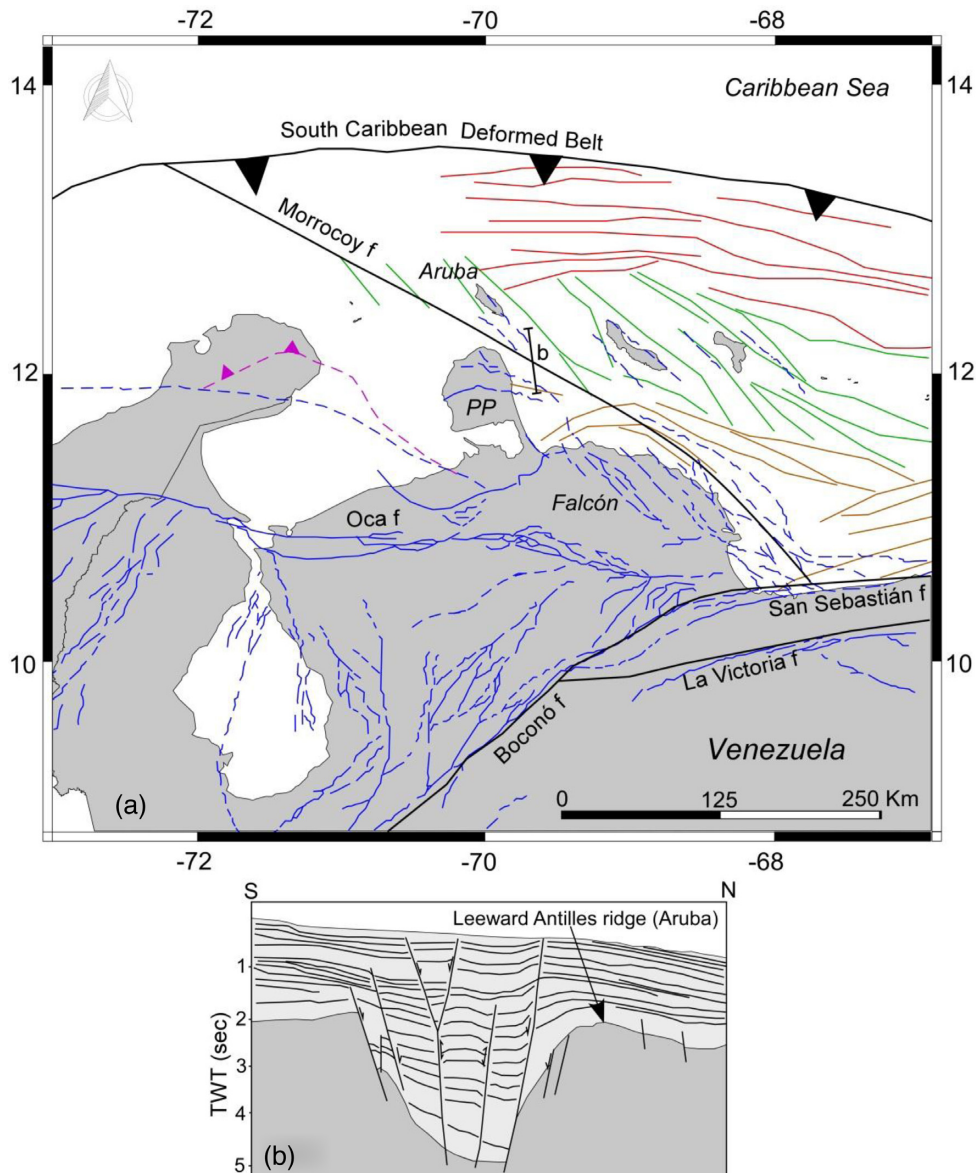 -72 -70 -68
14 14
Caribbean Sea
South Caribbean Deformed Belt
Morrocoy f
Aruba
b
12 12
PP
Oca f
Falcón
San Sebastián f
10 10
La Victoria f
Boconó f
Venezuela
(a)
0 125 250 Km
-72 -70 -68
S N
Leeward Antilles ridge (Aruba)
1
2
TWT (sec)
3
4
(b)
5